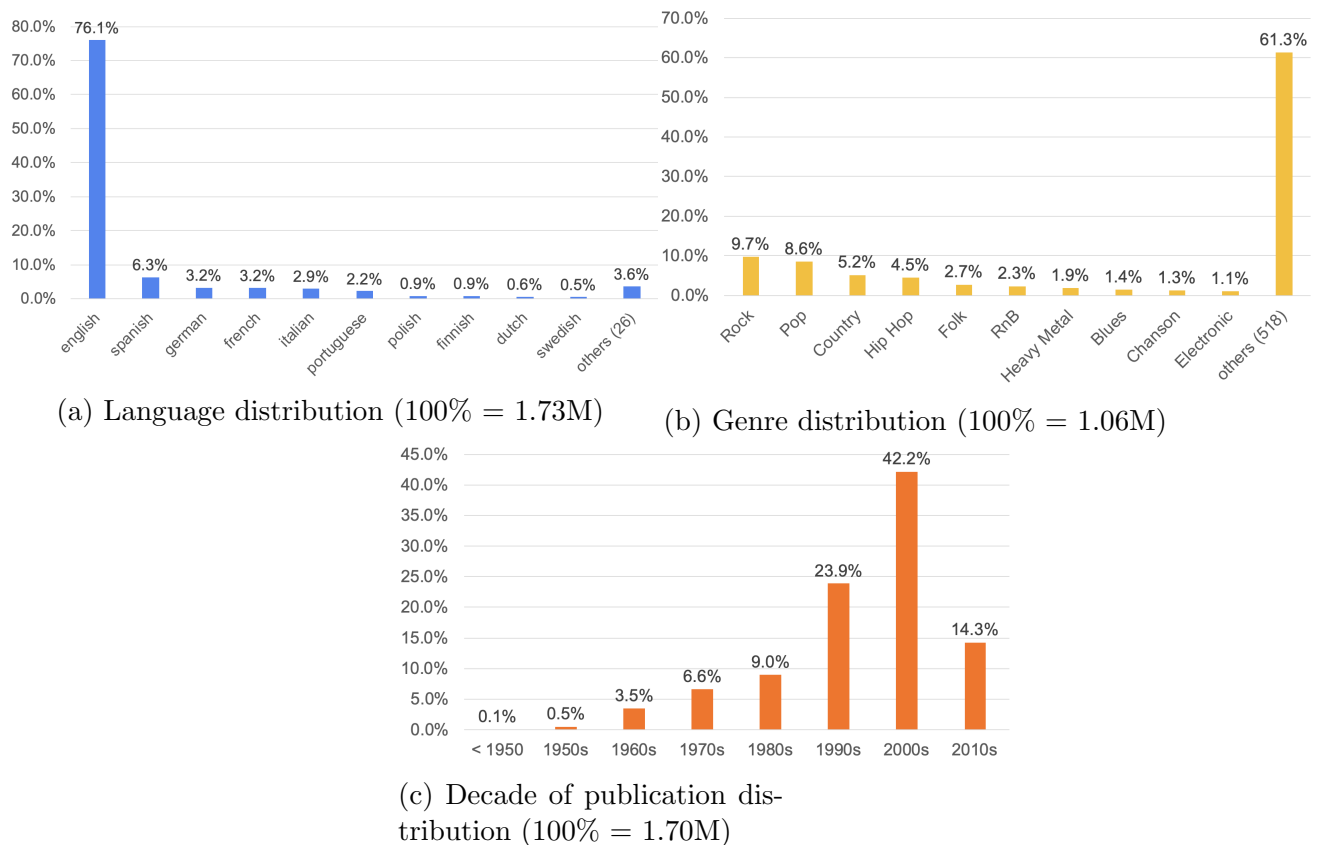 80.0%
70.0%
60.0%
50.0%
40.0%
30.0%
20.0%
10.0%
0.0%
76.1%
6.3%
3.2%
3.2%
2.9%
2.2%
0.9%
0.9%
0.6%
0.5%
3.6%
english
spanish
german
french
italian
portuguese
polish
finnish
dutch
swedish
others (26)
(a) Language distribution (100% = 1.73M)
70.0%
60.0%
50.0%
40.0%
30.0%
20.0%
10.0%
0.0%
9.7%
8.6%
5.2%
4.5%
2.7%
2.3%
1.9%
1.4%
1.3%
1.1%
61.3%
Rock
Pop
Country
Hip Hop
Folk
RnB
Heavy Metal
Blues
Chanson
Electronic
others (518)
(b) Genre distribution (100% = 1.06M)
45.0%
40.0%
35.0%
30.0%
25.0%
20.0%
15.0%
10.0%
5.0%
0.0%
0.1%
0.5%
3.5%
6.6%
9.0%
23.9%
42.2%
14.3%
< 1950
1950s
1960s
1970s
1980s
1990s
2000s
2010s
(c) Decade of publication dis-
tribution (100% = 1.70M)